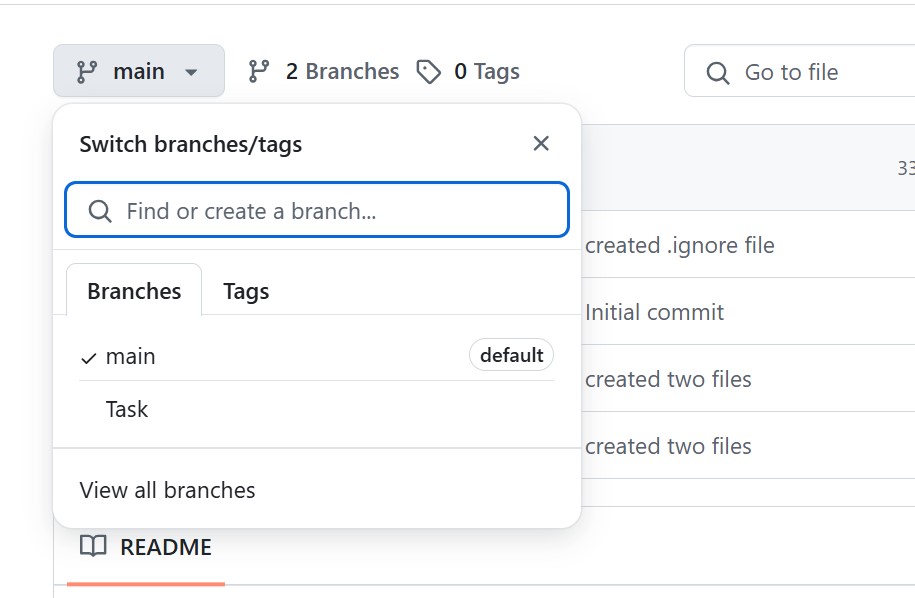 main
2 Branches
0 Tags
Go to file
Switch branches/tags
Find or create a branch...
33
Branches
Tags
created .ignore file
Initial commit
main
default
created two files
Task
created two files
View all branches
README